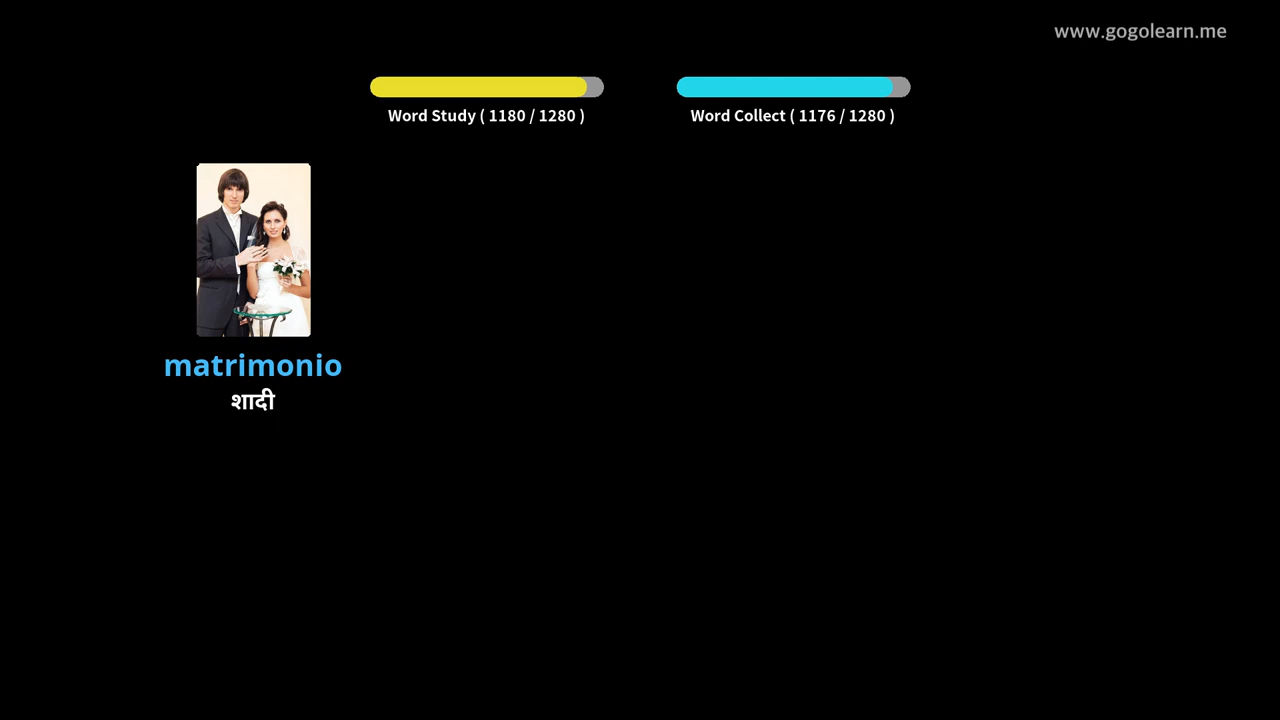 www.gogolearn.me
Word Study ( 1180 / 1280 )
Word Collect ( 1176 / 1280 )
matrimonio
शादी